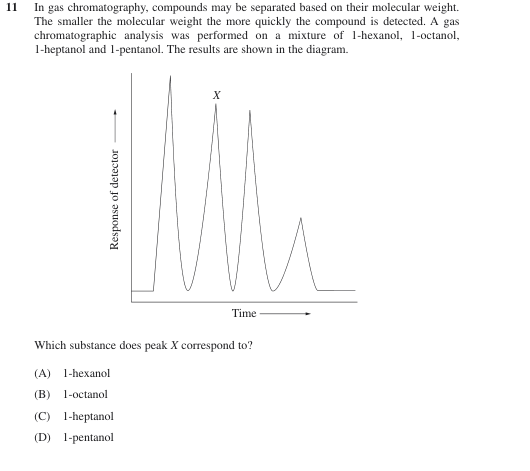 11 In gas chromatography, compounds may be separated based on their molecular weight.
The smaller the molecular weight the more quickly the compound is detected. A gas
chromatographic analysis was performed on a mixture of 1-hexanol, 1-octanol,
1-heptanol and 1-pentanol. The results are shown in the diagram.
X
Response of detector
Time
Which substance does peak X correspond to?
(A) 1-hexanol
(B) 1-octanol
(C) 1-heptanol
(D) 1-pentanol